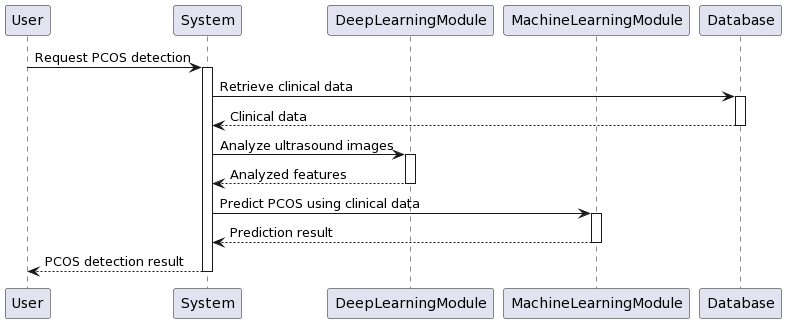 User System DeepLearningModule MachineLearningModule Database
Request PCOS detection
Retrieve clinical data
Clinical data
Analyze ultrasound images
Analyzed features
Predict PCOS using clinical data
Prediction result
PCOS detection result
User System DeepLearningModule MachineLearningModule Database